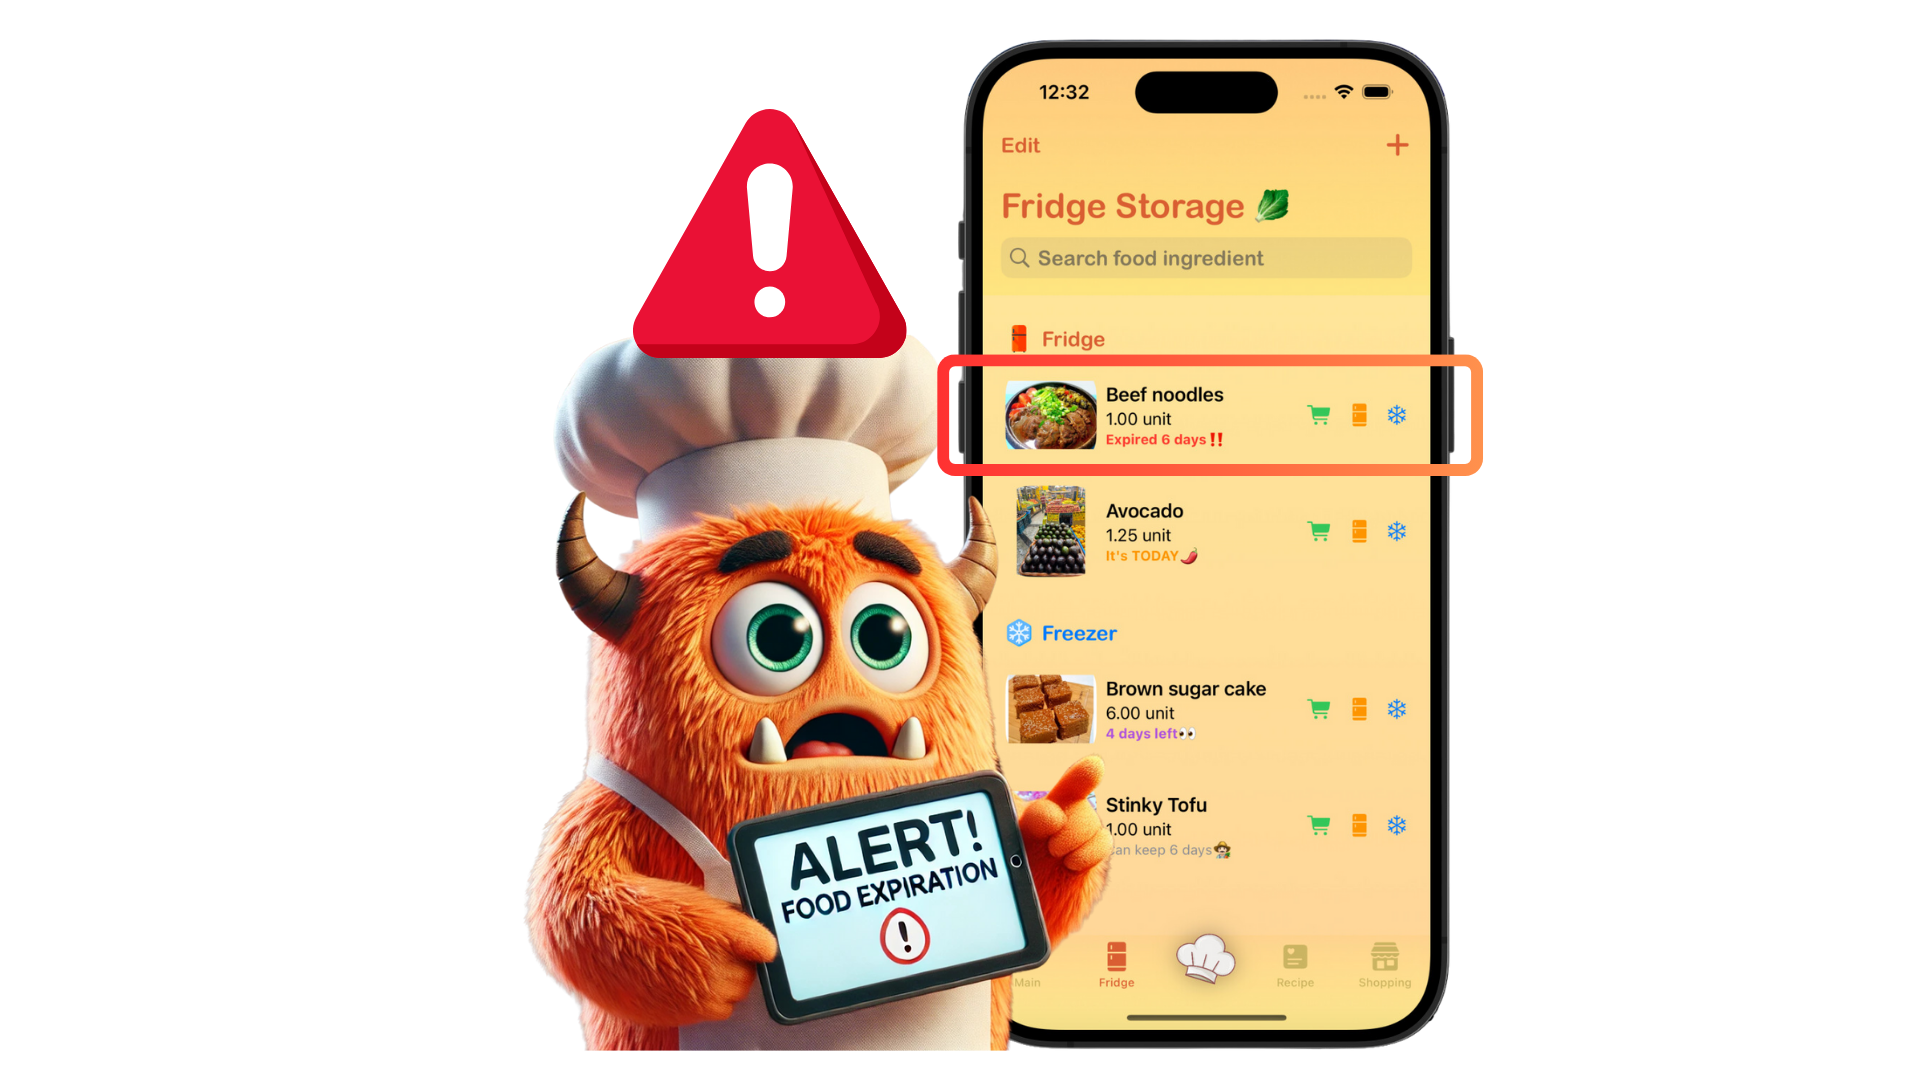 12:32
Edit
Fridge Storage
Search food ingredient
Fridge
Beef noodles
1.00 unit
Expired 6 days‼️
Avocado
1.25 unit
It's TODAY🌶️
Freezer
Brown sugar cake
6.00 unit
4 days left👀
Stinky Tofu
1.00 unit
keep 6 days
ALERT!
FOOD EXPIRATION
Main
Fridge
Recipe
Shopping